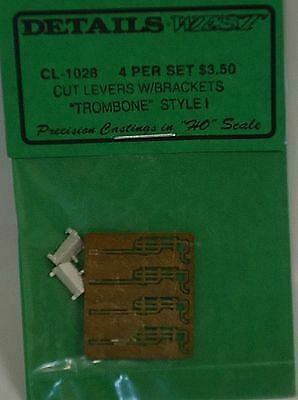 DETAILS WEST
CL-1028 4 PER SET $3.50
CUT LEVERS W/BRACKETS
"TROMBONE" STYLE I
Precision Castings in "HO" Scale